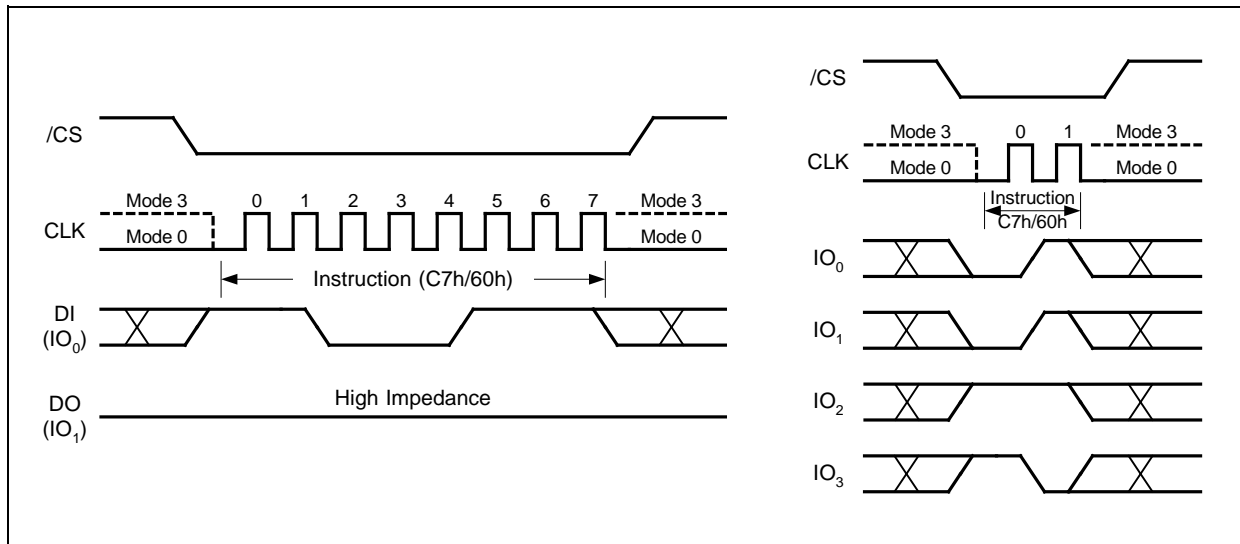 /CS
Mode 3 0 1 2 3 4 5 6 7 Mode 3
CLK Mode 0 Mode 0
Instruction (C7h/60h)
DI
(IO0)
DO
(IO1)
High Impedance
/CS
Mode 3 0 1 Mode 3
CLK Mode 0 Mode 0
Instruction
C7h/60h
IO0
IO1
IO2
IO3